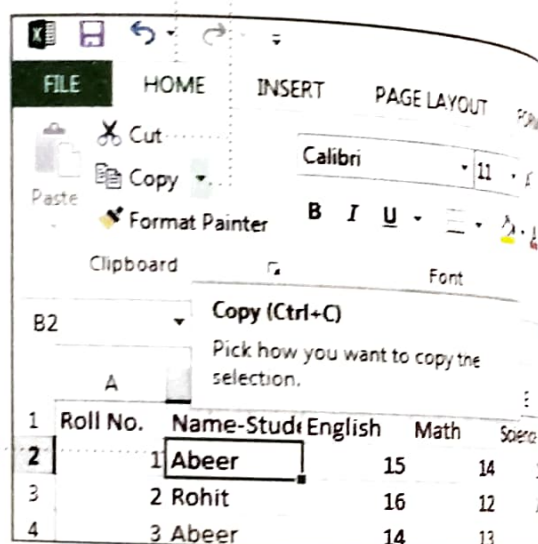 FILE HOME INSERT PAGE LAYOUT
Cut
Copy
Paste
Format Painter
Calibri 11
B I U
Clipboard
Font
B2
Copy (Ctrl+C)
Pick how you want to copy the
selection.
A
1 Roll No. Name-Stude English Math
2 1 Abeer 15 14
3 2 Rohit 16 12
4 3 Abeer 14 13